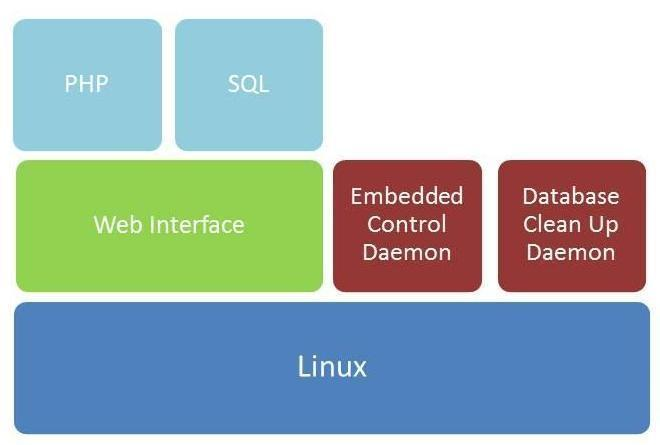 PHP
SQL
Web Interface
Embedded
Control
Daemon
Database
Clean Up
Daemon
Linux